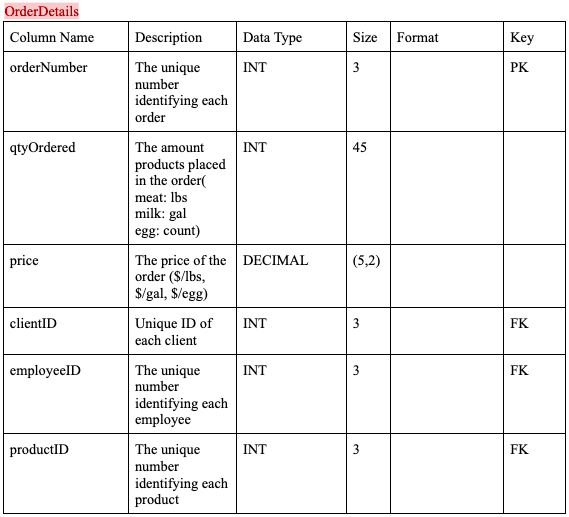 OrderDetails
Column Name Description Data Type Size Format Key
orderNumber The unique INT 3 PK
number
identifying each
order
qtyOrdered The amount INT 45
products placed
in the order(
meat: lbs
milk: gal
egg: count)
price The price of the DECIMAL (5,2)
order ($/lbs,
$/gal, $/egg)
clientID Unique ID of INT 3 FK
each client
employeeID The unique INT 3 FK
number
identifying each
employee
productID The unique INT 3 FK
number
identifying each
product